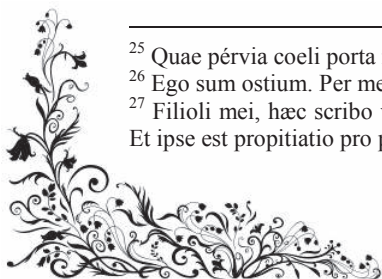 25 Quae pérvia coeli porta
26 Ego sum ostium. Per me
27 Filioli mei, hæc scribo
Et ipse est propitiatio pro